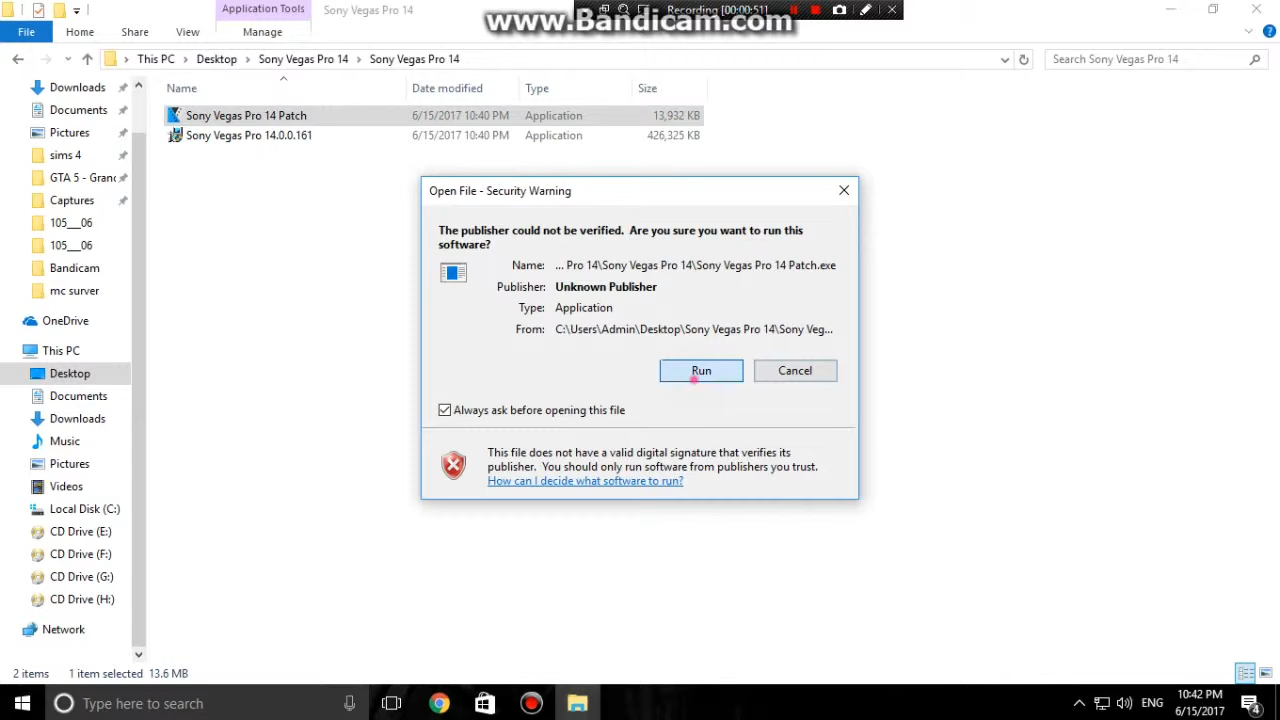 Application Tools
Sony Vegas Pro 14
www.Bandicam.com
Recording [00:00:51]
File
Home
Share
View
Manage
This PC
Desktop
Sony Vegas Pro 14
Sony Vegas Pro 14
Search Sony Vegas Pro 14
Name
Date modified
Type
Size
Sony Vegas Pro 14 Patch
6/15/2017 10:40 PM
Application
13,932 KB
Sony Vegas Pro 14.0.0.161
6/15/2017 10:40 PM
Application
426,325 KB
Downloads
Documents
Pictures
sims 4
GTA 5 - Granc
Captures
105___06
105___06
Bandicam
mc surver
OneDrive
This PC
Desktop
Documents
Downloads
Music
Pictures
Videos
Local Disk (C:)
CD Drive (E:)
CD Drive (F:)
CD Drive (G:)
CD Drive (H:)
Network
Open File - Security Warning
The publisher could not be verified. Are you sure you want to run this
software?
Name: ... Pro 14\Sony Vegas Pro 14\Sony Vegas Pro 14 Patch.exe
Publisher: Unknown Publisher
Type: Application
From: C:\Users\Admin\Desktop\Sony Vegas Pro 14\Sony Veg...
Run
Cancel
Always ask before opening this file
This file does not have a valid digital signature that verifies its
publisher. You should only run software from publishers you trust.
How can I decide what software to run?
2 items
1 item selected 13.6 MB
Type here to search
ENG
10:42 PM
6/15/2017
4